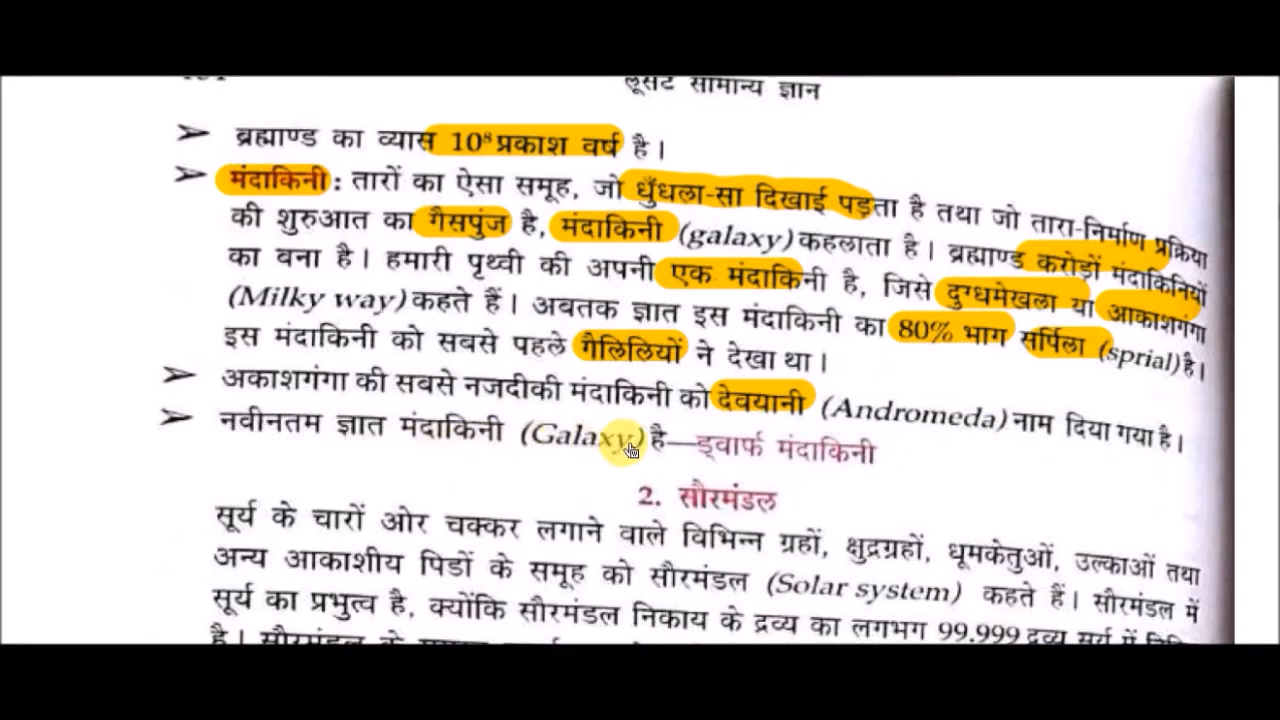 लूसेंट सामान्य ज्ञान
➤ ब्रह्माण्ड का व्यास 10⁸ प्रकाश वर्ष है।
➤ मंदाकिनी : तारों का ऐसा समूह, जो धुँधला-सा दिखाई पड़ता है तथा जो तारा-निर्माण प्रक्रिया
की शुरुआत का गैसपुंज है, मंदाकिनी (galaxy) कहलाता है। ब्रह्माण्ड करोड़ों मंदाकिनियों
का बना है। हमारी पृथ्वी की अपनी एक मंदाकिनी है, जिसे दुग्धमेखला या आकाशगंगा
(Milky way) कहते हैं। अबतक ज्ञात इस मंदाकिनी का 80% भाग सर्पिला (sprial) है।
इस मंदाकिनी को सबसे पहले गैलिलियों ने देखा था।
➤ अकाशगंगा की सबसे नजदीकी मंदाकिनी को देवयानी (Andromeda) नाम दिया गया है।
➤ नवीनतम ज्ञात मंदाकिनी (Galaxy) है—ड्वार्फ मंदाकिनी
2. सौरमंडल
सूर्य के चारों ओर चक्कर लगाने वाले विभिन्न ग्रहों, क्षुद्रग्रहों, धूमकेतुओं, उल्काओं तथा
अन्य आकाशीय पिडों के समूह को सौरमंडल (Solar system) कहते हैं। सौरमंडल में
सूर्य का प्रभुत्व है, क्योंकि सौरमंडल निकाय के द्रव्य का लगभग 99.999 द्रव्य सूर्य में
है। सौरमंडल के